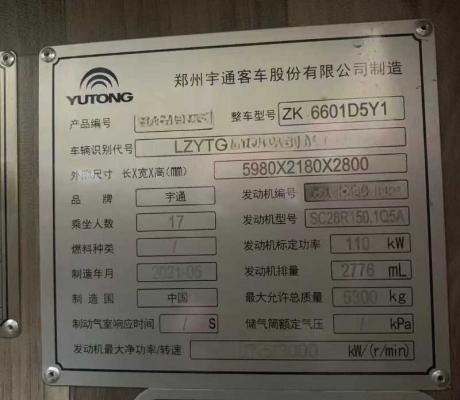 YUTONG 郑州宇通客车股份有限公司制造
产品编号 整车型号 ZK 6601D5Y1
车辆识别代号 LZYTG
外廓尺寸 长X宽X高(mm) 5980X2180X2800
品 牌 宇通 发动机编号
乘坐人数 17 发动机型号 SC28R150.1Q5A
燃料种类 / 发动机标定功率 110 kW
制造年月 2021-05 发动机排量 2776 mL
制造国 中国 最大允许总质量 5300 kg
制动气室响应时间 / S 储气筒额定气压 / kPa
发动机最大净功率/转速 kW/(r/min)